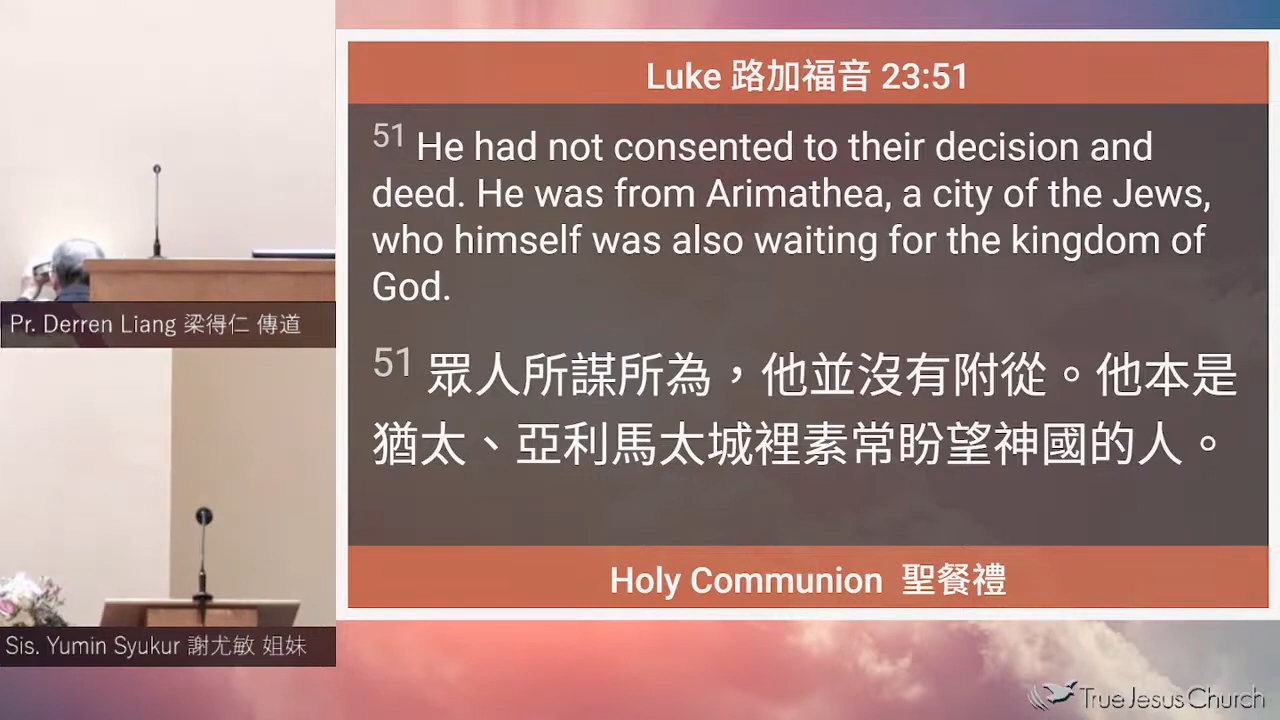 Luke 路加福音 23:51
51 He had not consented to their decision and
deed. He was from Arimathea, a city of the Jews,
who himself was also waiting for the kingdom of
God.
51 眾人所謀所為，他並沒有附從。他本是
猶太、亞利馬太城裡素常盼望神國的人。
Holy Communion 聖餐禮
Pr. Derren Liang 梁得仁 傳道
Sis. Yumin Syukur 謝尤敏 姐妹
True Jesus Church